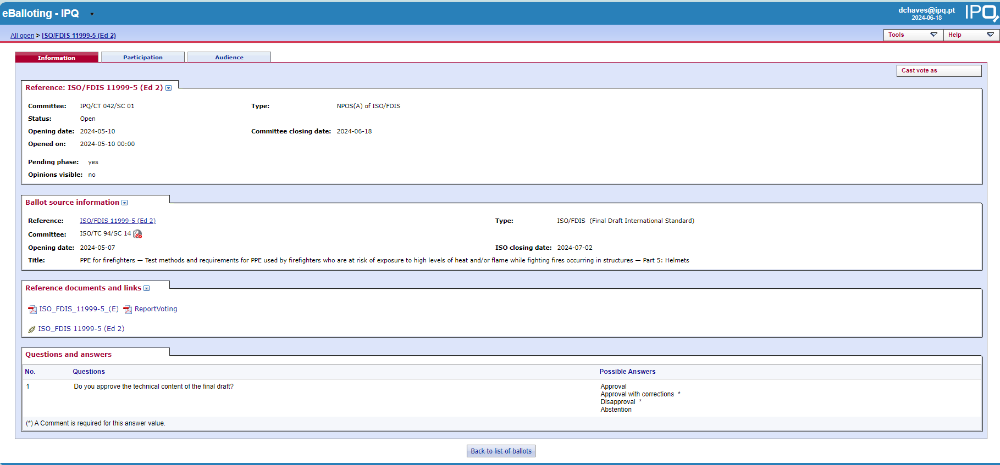 eBalloting - IPQ
dchaves@ipq.pt
2024-06-18
IPQ
All open > ISO/FDIS 11999-5 (Ed 2)
Tools
Help
Information
Participation
Audience
Cast vote as
Reference: ISO/FDIS 11999-5 (Ed 2)
Committee: IPQ/CT 042/SC 01 Type: NPOS(A) of ISO/FDIS
Status: Open
Opening date: 2024-05-10 Committee closing date: 2024-06-18
Opened on: 2024-05-10 00:00
Pending phase: yes
Opinions visible: no
Ballot source information
Reference: ISO/FDIS 11999-5 (Ed 2) Type: ISO/FDIS (Final Draft International Standard)
Committee: ISO/TC 94/SC 14
Opening date: 2024-05-07 ISO closing date: 2024-07-02
Title: PPE for firefighters — Test methods and requirements for PPE used by firefighters who are at risk of exposure to high levels of heat and/or flame while fighting fires occurring in structures — Part 5: Helmets
Reference documents and links
ISO_FDIS_11999-5_(E) ReportVoting
ISO_FDIS 11999-5 (Ed 2)
Questions and answers
No. Questions Possible Answers
1 Do you approve the technical content of the final draft? Approval
Approval with corrections *
Disapproval *
Abstention
(*) A Comment is required for this answer value.
Back to list of ballots